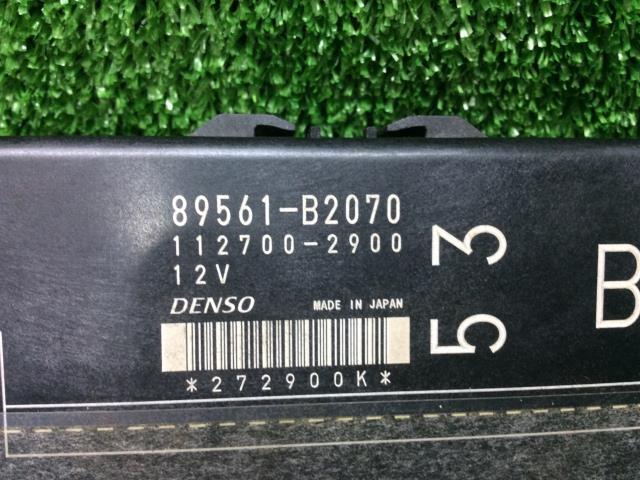 89561-B2070
112700-2900
12V
DENSO MADE IN JAPAN
*272900K*
53
B